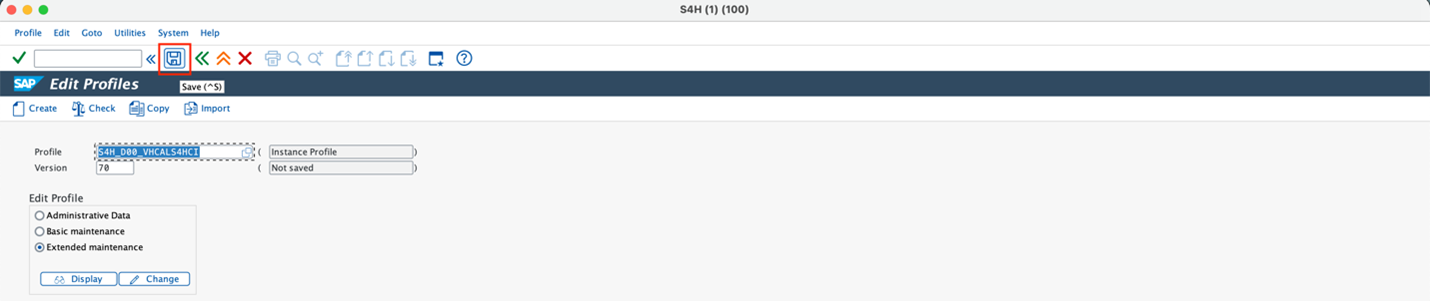 S4H (1) (100)
Profile Edit Goto Utilities System Help
SAP Edit Profiles
Save (^S)
Create Check Copy Import
Profile S4H_D00_VHCALS4HCI ( Instance Profile )
Version 70 ( Not saved )
Edit Profile
Administrative Data
Basic maintenance
Extended maintenance
Display Change